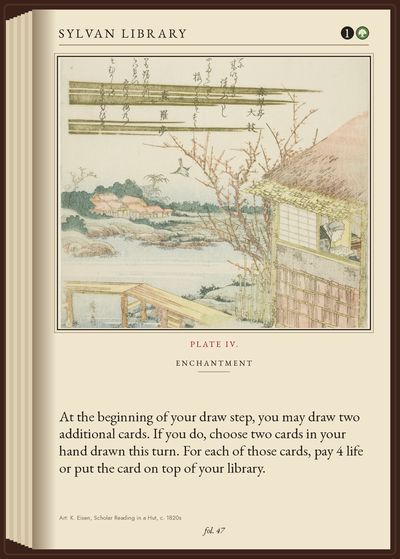 SYLVAN LIBRARY
1
PLATE IV.
ENCHANTMENT
At the beginning of your draw step, you may draw two
additional cards. If you do, choose two cards in your
hand drawn this turn. For each of those cards, pay 4 life
or put the card on top of your library.
Art: K. Eisen, Scholar Reading in a Hut, c. 1820s
fol. 47